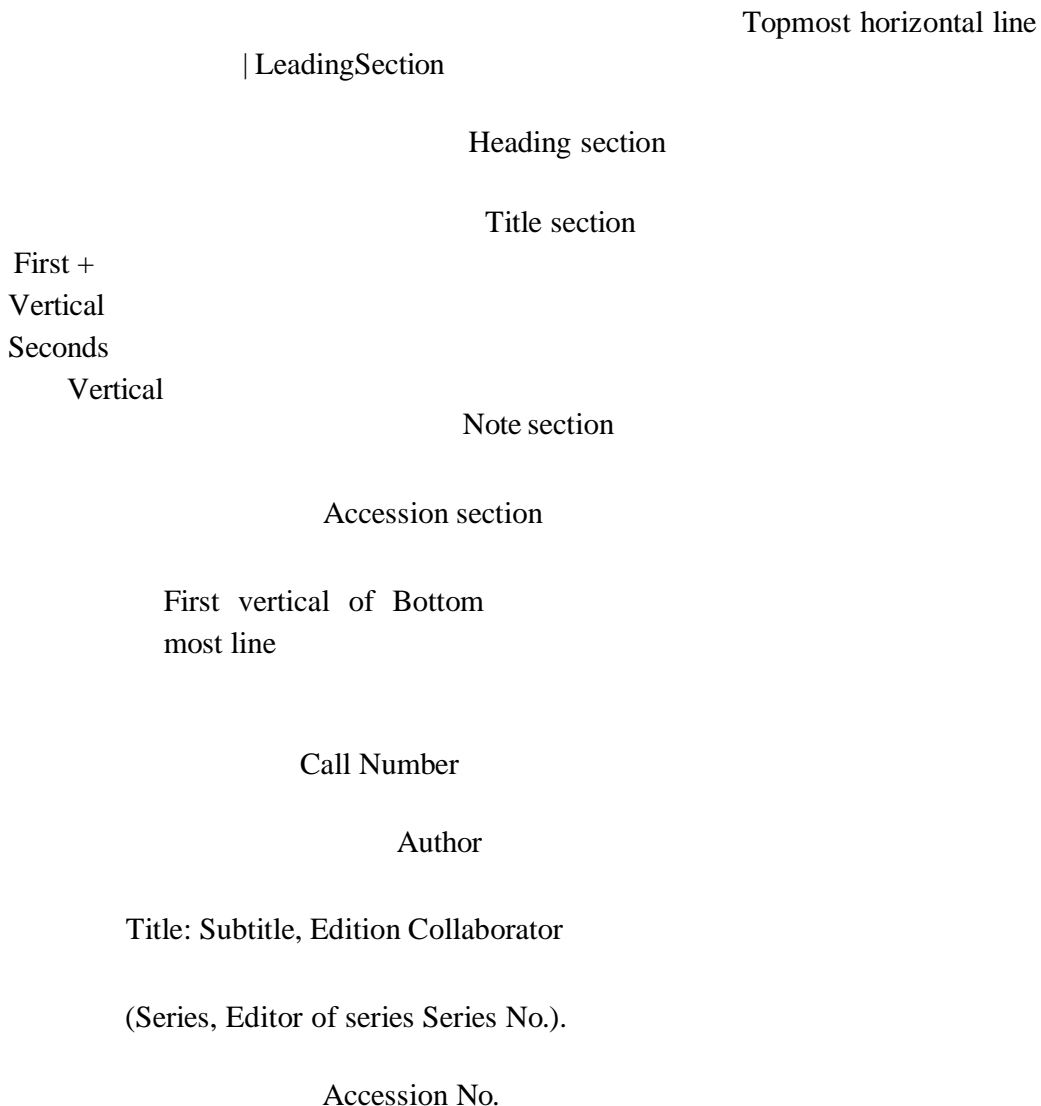 Topmost horizontal line
| LeadingSection
Heading section
Title section
First +
Vertical
Seconds
Vertical
Note section
Accession section
First vertical of Bottom
most line
Call Number
Author
Title: Subtitle, Edition Collaborator
(Series, Editor of series Series No.).
Accession No.